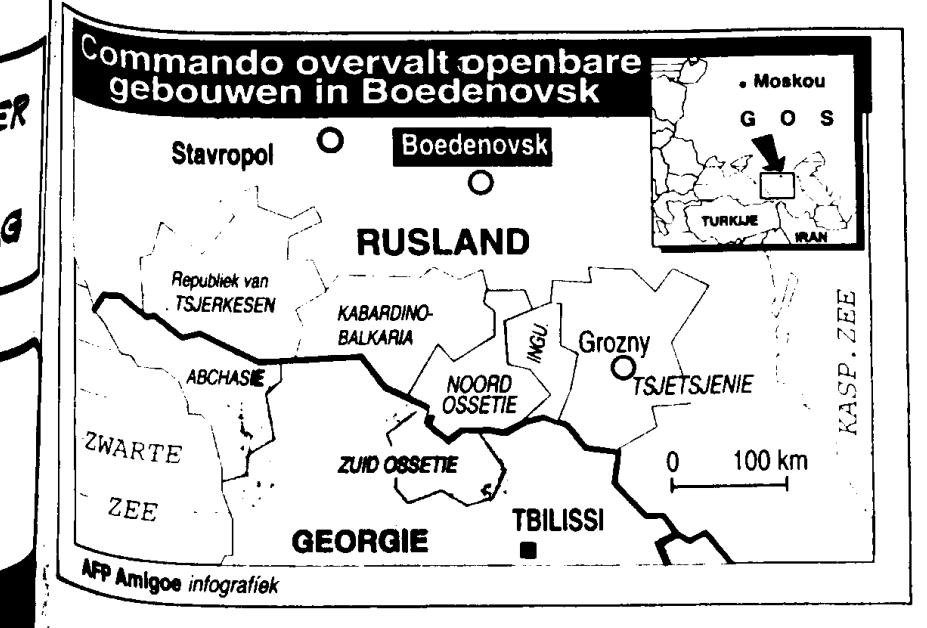 ER
G
Commando overvalt openbare
gebouwen in Boedenovsk
Moskou
G O S
TURKIJE
IRAN
Stavropol
Boedenovsk
RUSLAND
Republiek van
TSJERKESEN
KABARDINO-
BALKARIA
INGU.
Grozny
TSJETSJENIE
KASP. ZEE
ABCHASIE
NOORD
OSSETIE
ZWARTE
ZEE
ZUID OSSETIE
0 100 km
GEORGIE
TBILISSI
AFP Amigoe infografiek